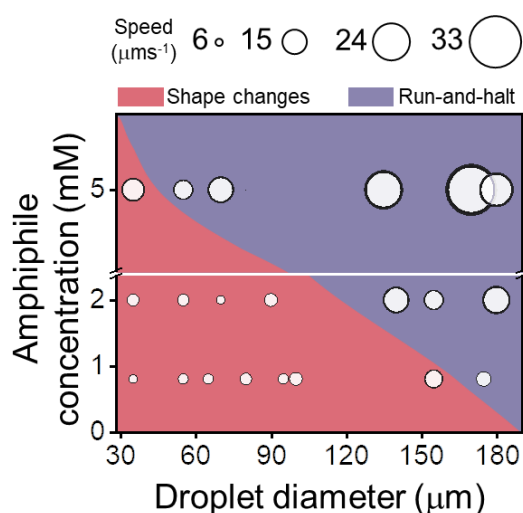 Speed
(μms⁻¹)
6 15 24 33
Shape changes Run-and-halt
Amphiphile
concentration (mM)
5
2
1
0
30 60 90 120 150 180
Droplet diameter (μm)